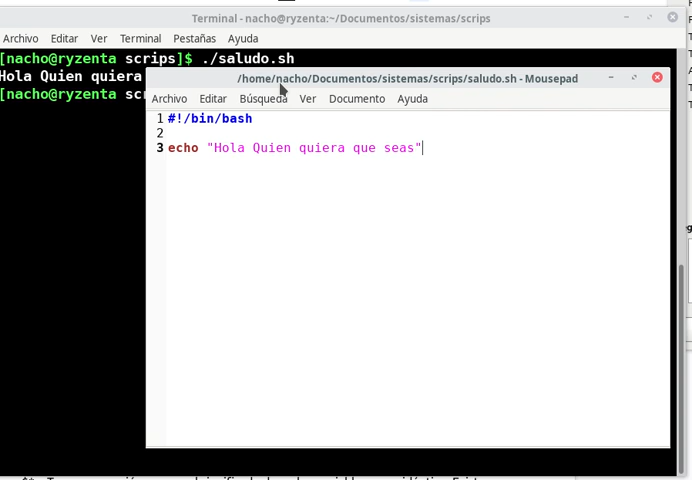 Terminal - nacho@ryzenta:~/Documentos/sistemas/scrips
Archivo Editar Ver Terminal Pestañas Ayuda
[nacho@ryzenta scrips]$ ./saludo.sh
Hola Quien quiera
[nacho@ryzenta scr
/home/nacho/Documentos/sistemas/scrips/saludo.sh - Mousepad
Archivo Editar Búsqueda Ver Documento Ayuda
1 #!/bin/bash
2
3 echo "Hola Quien quiera que seas"